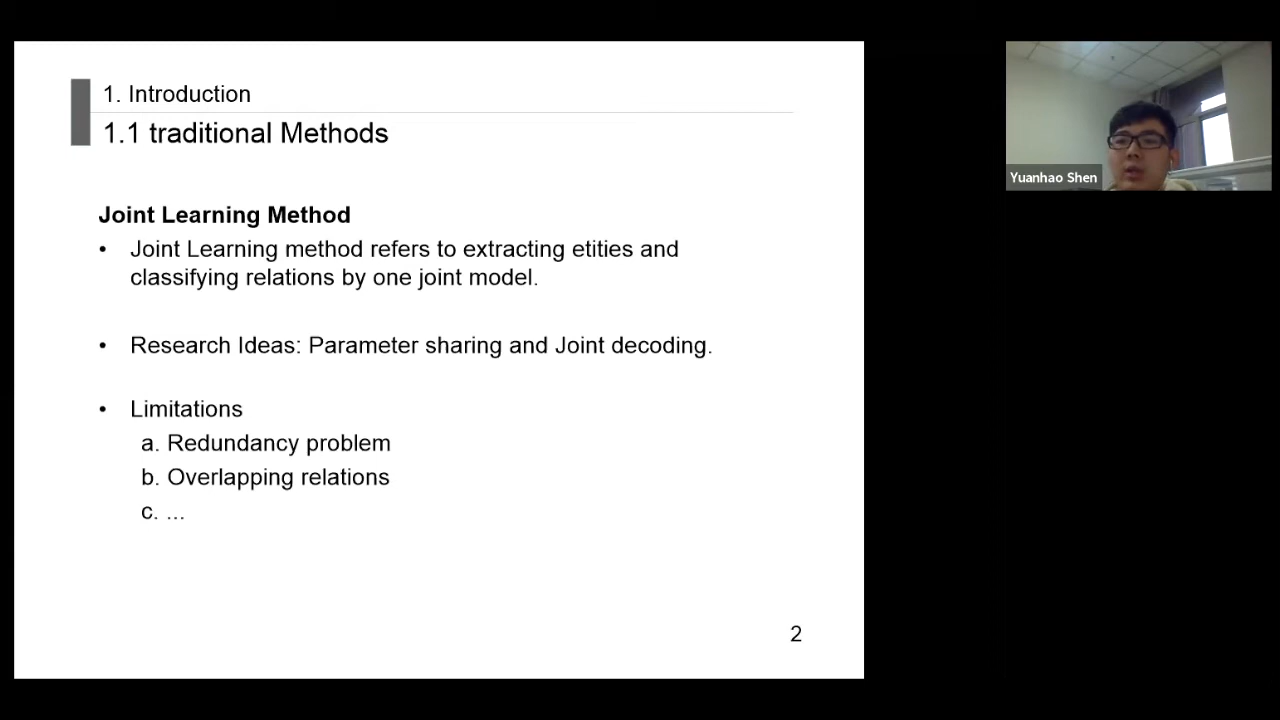 1. Introduction
1.1 traditional Methods
Joint Learning Method
• Joint Learning method refers to extracting etities and
classifying relations by one joint model.
• Research Ideas: Parameter sharing and Joint decoding.
• Limitations
a. Redundancy problem
b. Overlapping relations
c. ...
2
Yuanhao Shen